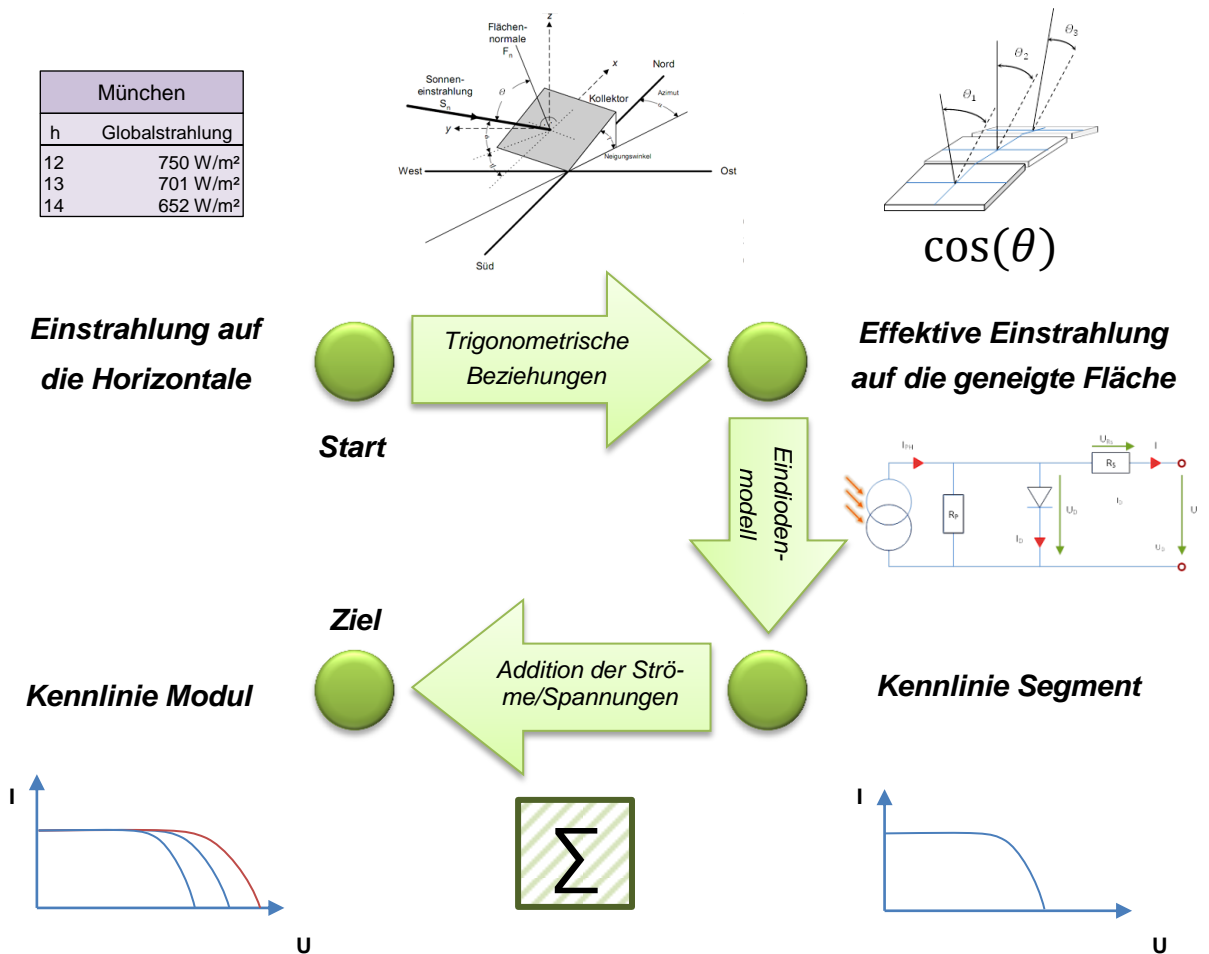 München
h Globalstrahlung
12 750 W/m²
13 701 W/m²
14 652 W/m²
z
Flächen-
normale
Fn
x
Nord
Sonnen-
einstrahlung
Sn
θ
Kollektor
Azimut
α
y
Neigungswinkel
West
Ost
Süd
θ1
θ2
θ3
cos(θ)
Einstrahlung auf
die Horizontale
Trigonometrische
Beziehungen
Effektive Einstrahlung
auf die geneigte Fläche
Start
Eindioden-
modell
IPH
URs
I
RS
RP
ID
UD
ID
U
UD
Ziel
Kennlinie Modul
Addition der Strö-
me/Spannungen
Kennlinie Segment
I
U
∑
I
U